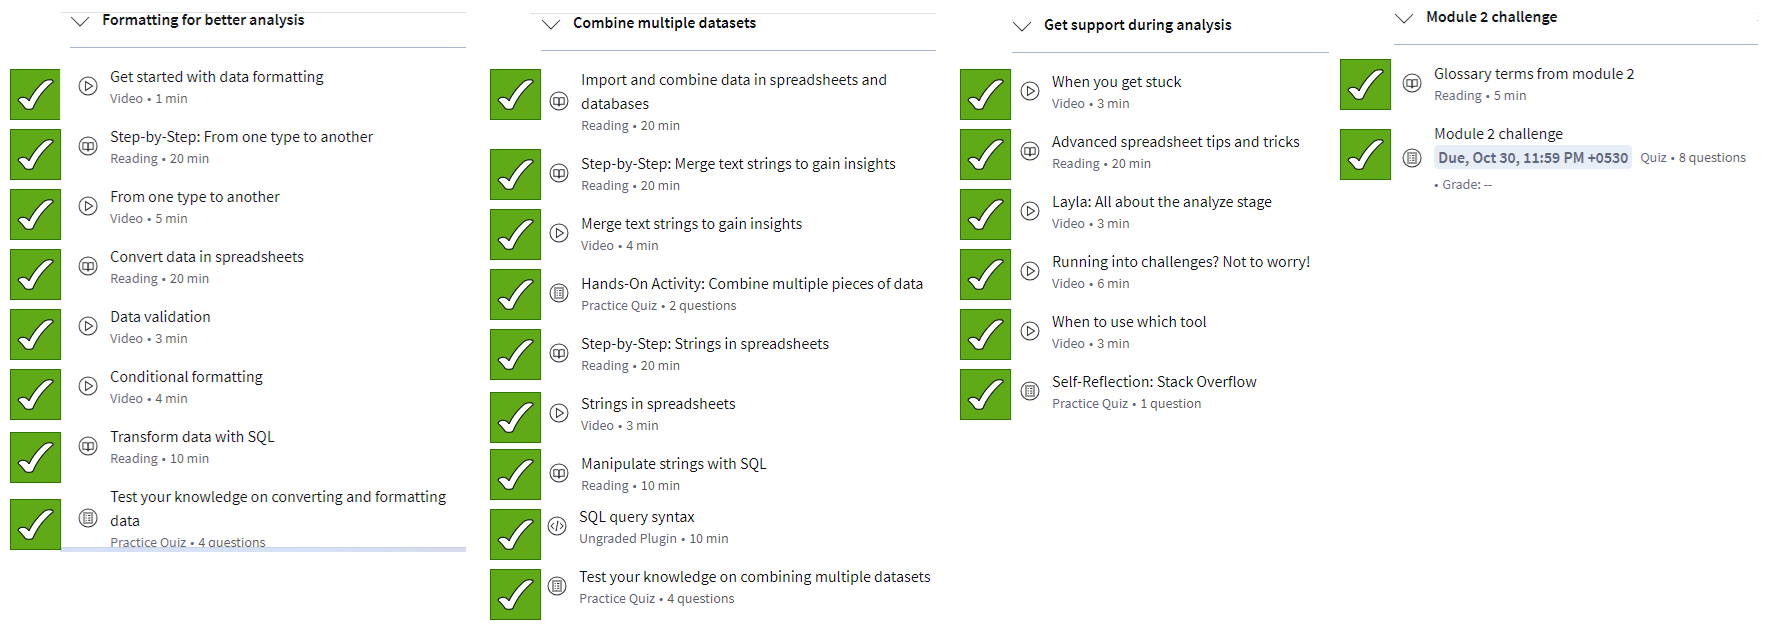 Formatting for better analysis
Get started with data formatting
Video • 1 min
Step-by-Step: From one type to another
Reading • 20 min
From one type to another
Video • 5 min
Convert data in spreadsheets
Reading • 20 min
Data validation
Video • 3 min
Conditional formatting
Video • 4 min
Transform data with SQL
Reading • 10 min
Test your knowledge on converting and formatting
data
Practice Quiz • 4 questions
Combine multiple datasets
Import and combine data in spreadsheets and
databases
Reading • 20 min
Step-by-Step: Merge text strings to gain insights
Reading • 20 min
Merge text strings to gain insights
Video • 4 min
Hands-On Activity: Combine multiple pieces of data
Practice Quiz • 2 questions
Step-by-Step: Strings in spreadsheets
Reading • 20 min
Strings in spreadsheets
Video • 3 min
Manipulate strings with SQL
Reading • 10 min
SQL query syntax
Ungraded Plugin • 10 min
Test your knowledge on combining multiple datasets
Practice Quiz • 4 questions
Get support during analysis
When you get stuck
Video • 3 min
Advanced spreadsheet tips and tricks
Reading • 20 min
Layla: All about the analyze stage
Video • 3 min
Running into challenges? Not to worry!
Video • 6 min
When to use which tool
Video • 3 min
Self-Reflection: Stack Overflow
Practice Quiz • 1 question
Module 2 challenge
Glossary terms from module 2
Reading • 5 min
Module 2 challenge
Due, Oct 30, 11:59 PM +0530 Quiz • 8 questions
• Grade: --